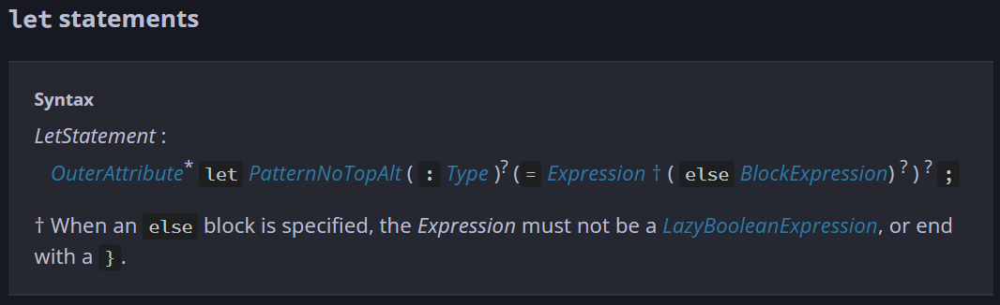 let statements
Syntax
LetStatement :
OuterAttribute* let PatternNoTopAlt ( : Type )? ( = Expression † ( else BlockExpression) ? ) ? ;
† When an else block is specified, the Expression must not be a LazyBooleanExpression, or end
with a } .